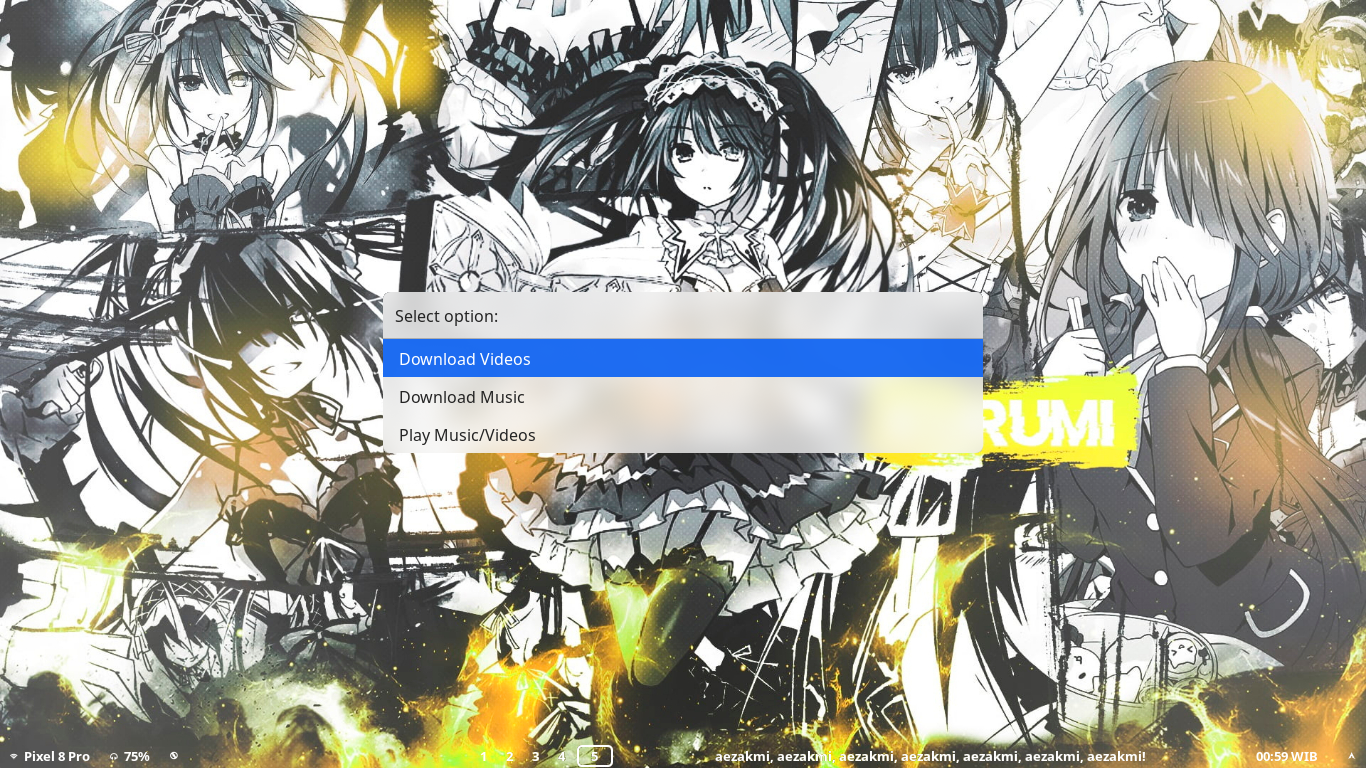 Select option:
Download Videos
Download Music
Play Music/Videos
RUMI
Pixel 8 Pro 75% 1 2 3 4 5 aezakmi, aezakmi, aezakmi, aezakmi, aezakmi, aezakmi, aezakmi! 00:59 WIB